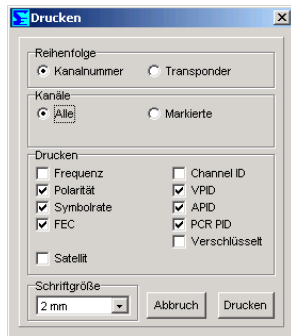 Drucken
Reihenfolge
Kanalnummer Transponder
Kanäle
Alle Markierte
Drucken
Frequenz Channel ID
Polarität VPID
Symbolrate APID
FEC PCR PID
Verschlüsselt
Satellit
Schriftgröße
2 mm Abbruch Drucken